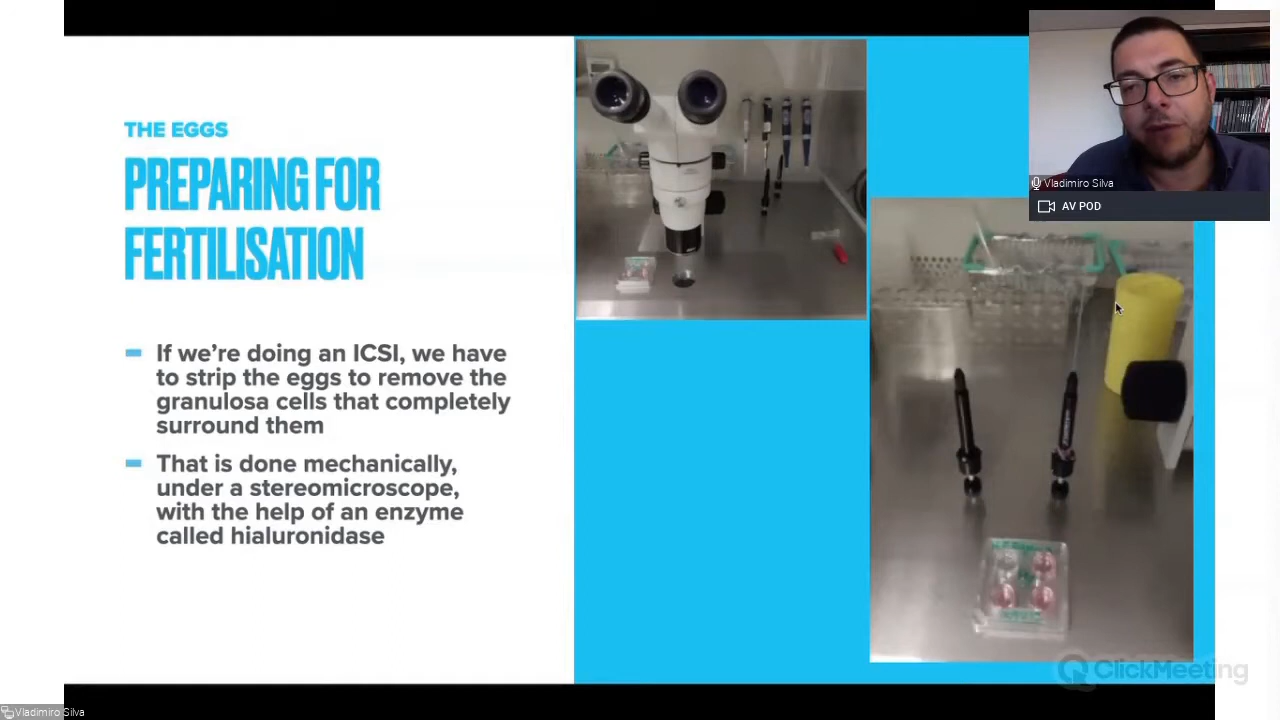 THE EGGS
PREPARING FOR
FERTILISATION
If we’re doing an ICSI, we have
to strip the eggs to remove the
granulosa cells that completely
surround them
That is done mechanically,
under a stereomicroscope,
with the help of an enzyme
called hialuronidase
Vladimiro Silva
AV POD
ClickMeeting
Vladimiro Silva